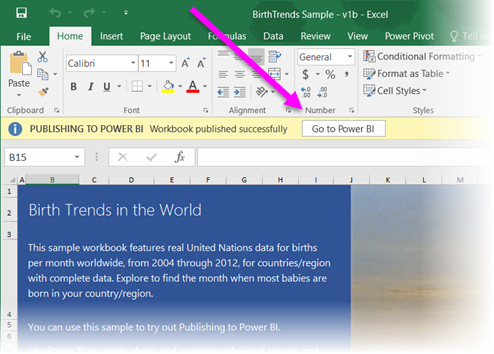 BirthTrends Sample - v1b - Excel
File Home Insert Page Layout Formulas Data Review View Power Pivot Tell m
Calibri 11 A A General Conditional Formatting
Paste B I U A $ % , Format as Table
Cell Styles
Clipboard Font Alignment Number Styles
PUBLISHING TO POWER BI Workbook published successfully Go to Power BI
B15 fx
A B C D E F G H I J K L M
1
2 Birth Trends in the World
3
This sample workbook features real United Nations data for births
per month worldwide, from 2004 through 2012, for countries/region
with complete data. Explore to find the month when most babies are
4 born in your country/region.
5 You can use this sample to try out Publishing to Power BI.
6